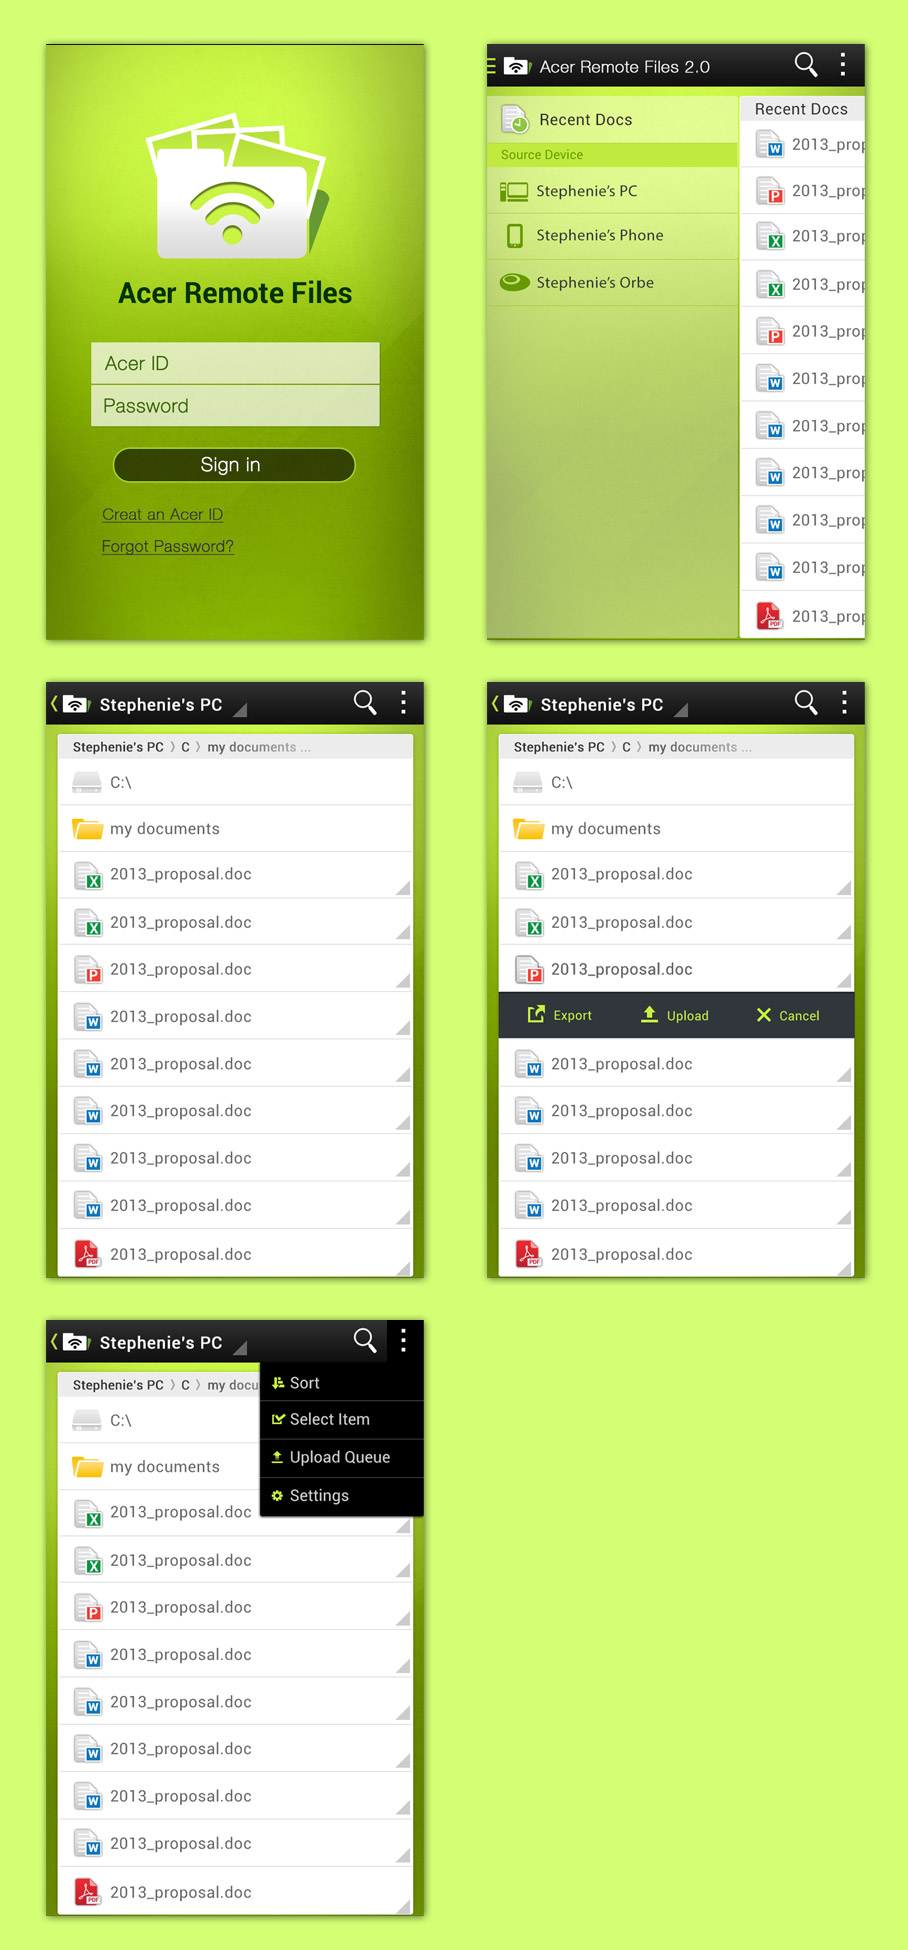 Acer Remote Files
Acer ID
Password
Sign in
Creat an Acer ID
Forgot Password?
Acer Remote Files 2.0
Recent Docs
Source Device
Stephenie's PC
Stephenie's Phone
Stephenie's Orbe
Recent Docs
2013_prop
W
2013_prop
P
2013_prop
X
2013_prop
X
2013_prop
P
2013_prop
W
2013_prop
W
2013_prop
W
2013_prop
W
2013_prop
W
2013_prop
PDF
Stephenie's PC
Stephenie's PC 〉 C 〉 my documents ...
C:\
my documents
X 2013_proposal.doc
X 2013_proposal.doc
P 2013_proposal.doc
W 2013_proposal.doc
W 2013_proposal.doc
W 2013_proposal.doc
W 2013_proposal.doc
W 2013_proposal.doc
PDF 2013_proposal.doc
Stephenie's PC
Stephenie's PC 〉 C 〉 my documents ...
C:\
my documents
X 2013_proposal.doc
X 2013_proposal.doc
P 2013_proposal.doc
Export Upload Cancel
W 2013_proposal.doc
W 2013_proposal.doc
W 2013_proposal.doc
W 2013_proposal.doc
PDF 2013_proposal.doc
Stephenie's PC
Stephenie's PC 〉 C 〉 my docu
C:\
my documents
Sort
Select Item
Upload Queue
Settings
X 2013_proposal.doc
X 2013_proposal.doc
P 2013_proposal.doc
W 2013_proposal.doc
W 2013_proposal.doc
W 2013_proposal.doc
W 2013_proposal.doc
W 2013_proposal.doc
PDF 2013_proposal.doc